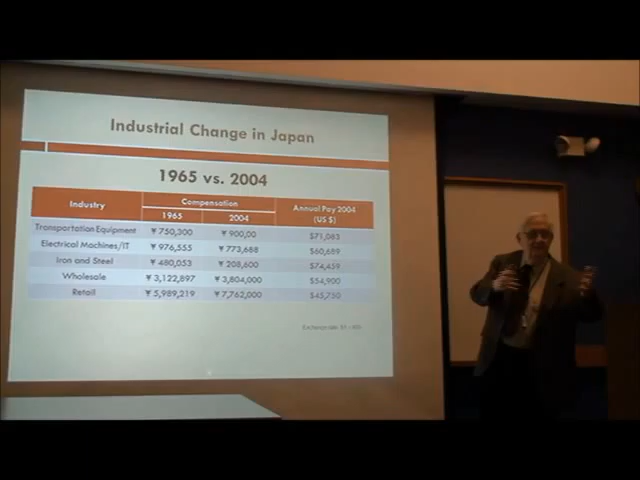 Industrial Change in Japan
1965 vs. 2004
Industry Compensation Annual Pay 2004 (US $)
1965 2004
Transportation Equipment ¥ 750,300 ¥ 900,00 $71,083
Electrical Machines/IT ¥ 976,555 ¥ 773,688 $60,689
Iron and Steel ¥ 480,053 ¥ 208,600 $74,459
Wholesale ¥ 3,122,897 ¥ 3,804,000 $54,900
Retail ¥ 5,989,219 ¥ 7,762,000 $45,750
Exchange rate: